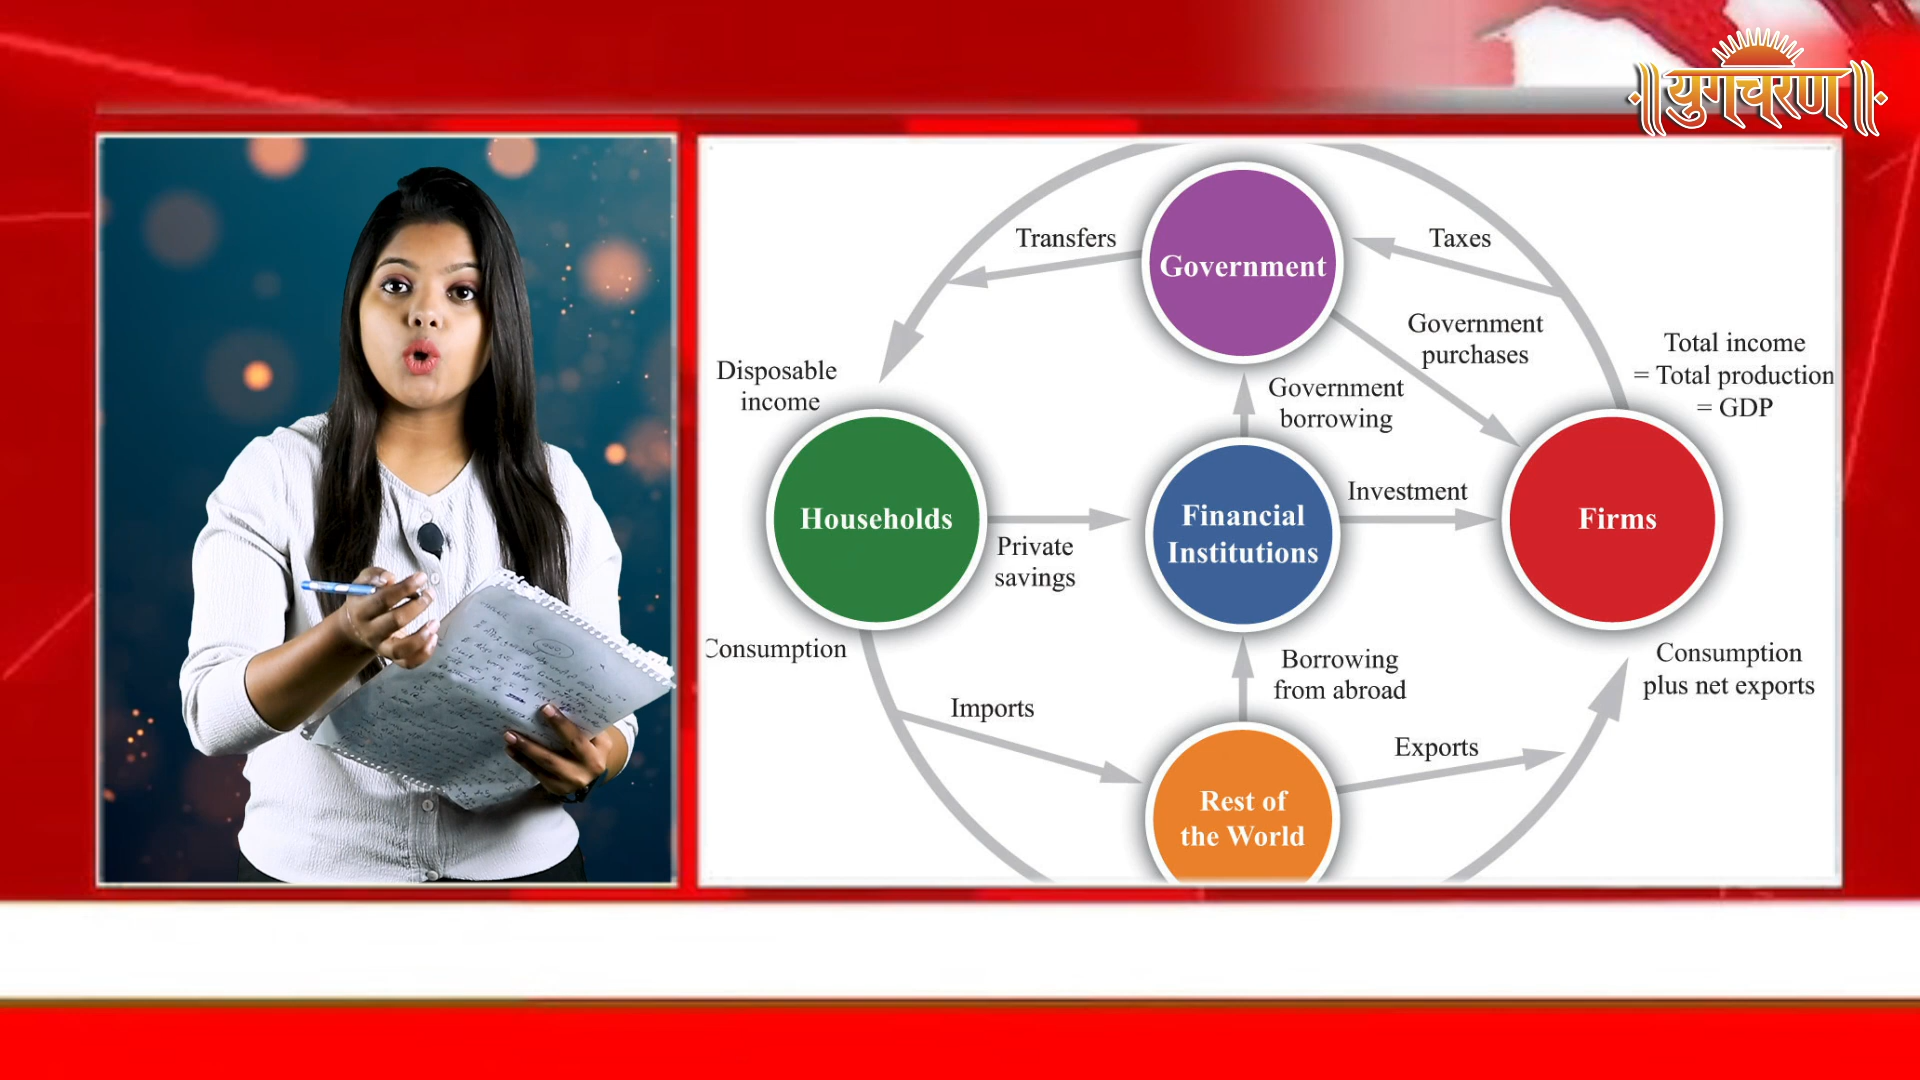 ॥युगचरण॥
Transfers
Government
Taxes
Government
purchases
Total income
= Total production
= GDP
Disposable
income
Government
borrowing
Households
Private
savings
Financial
Institutions
Investment
Firms
Consumption
Imports
Borrowing
from abroad
Consumption
plus net exports
Exports
Rest of
the World